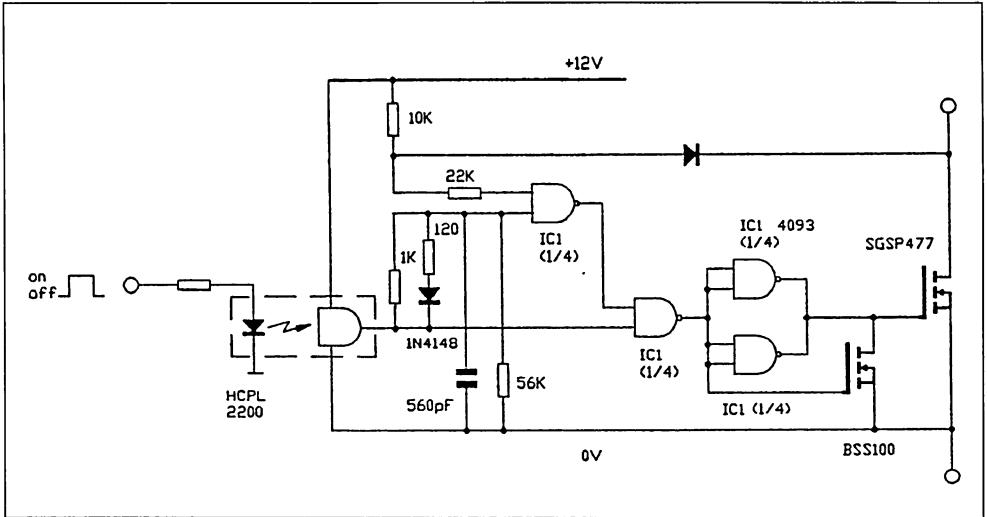 +12V
10K
22K
120
1K
IC1
(1/4)
IC1 4093
(1/4)
SGSP477
on
off
1N4148
IC1
(1/4)
HCPL
2200
560pF
56K
IC1 (1/4)
BSS100
0V